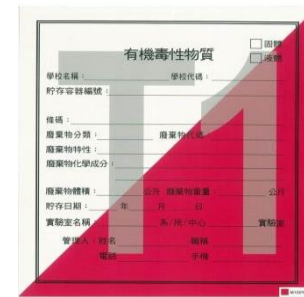 T1
有機毒性物質
固體
液體
學校名稱： 學校代碼：
貯存容器編號：
條碼：
廢棄物分類： 廢棄物代碼：
廢棄物特性：
廢棄物化學成分：
廢棄物體積： 公升 廢棄物重量： 公斤
貯存日期： 年 月 日
實驗室名稱： 系/所/中心 實驗室
管理人：姓名 職稱
電話 手機